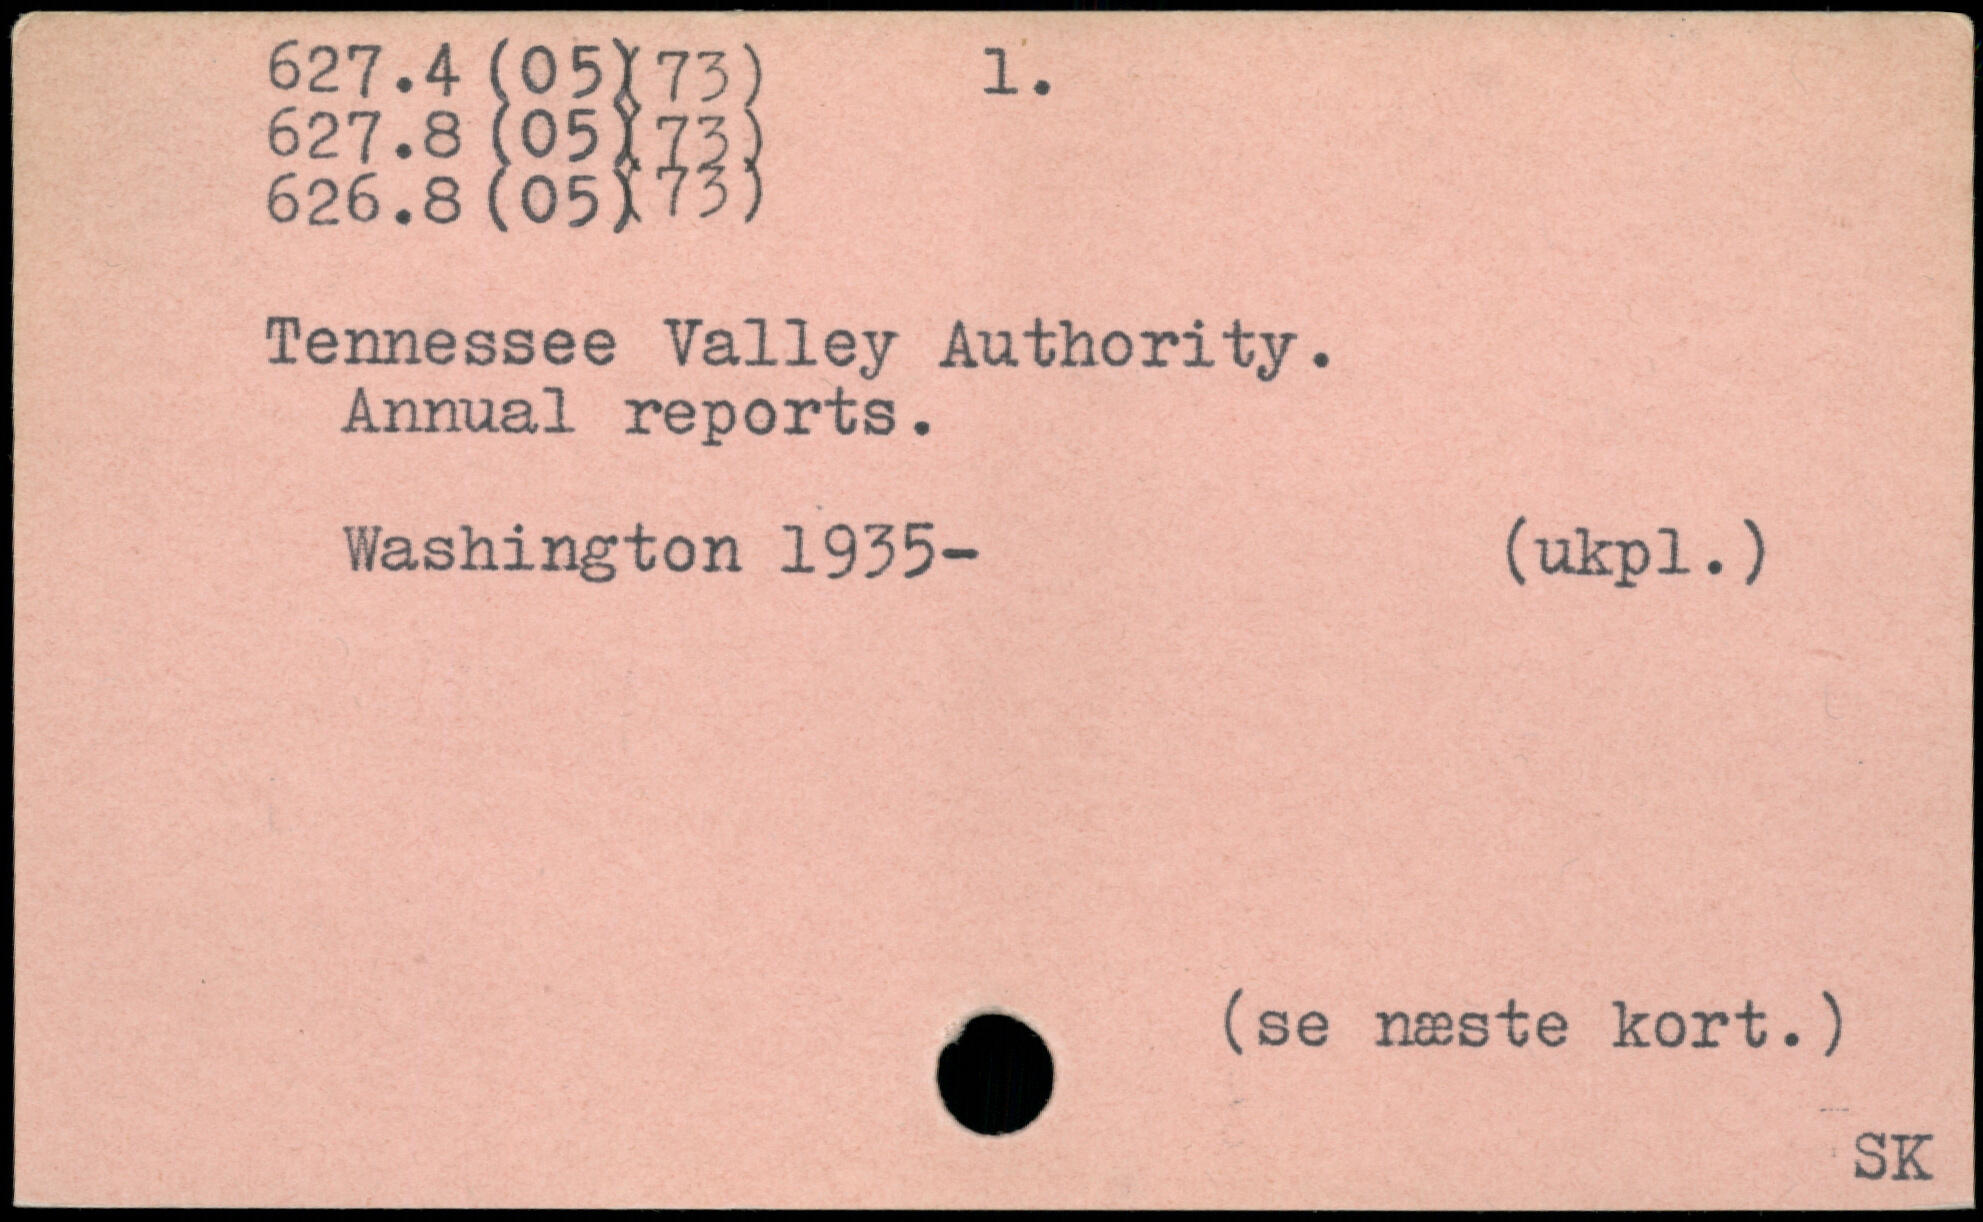 627.4 (05)(73) 1.
627.8 (05)(73)
626.8 (05)(73)
Tennessee Valley Authority.
Annual reports.
Washington 1935- (ukpl.)
(se næste kort.)
SK